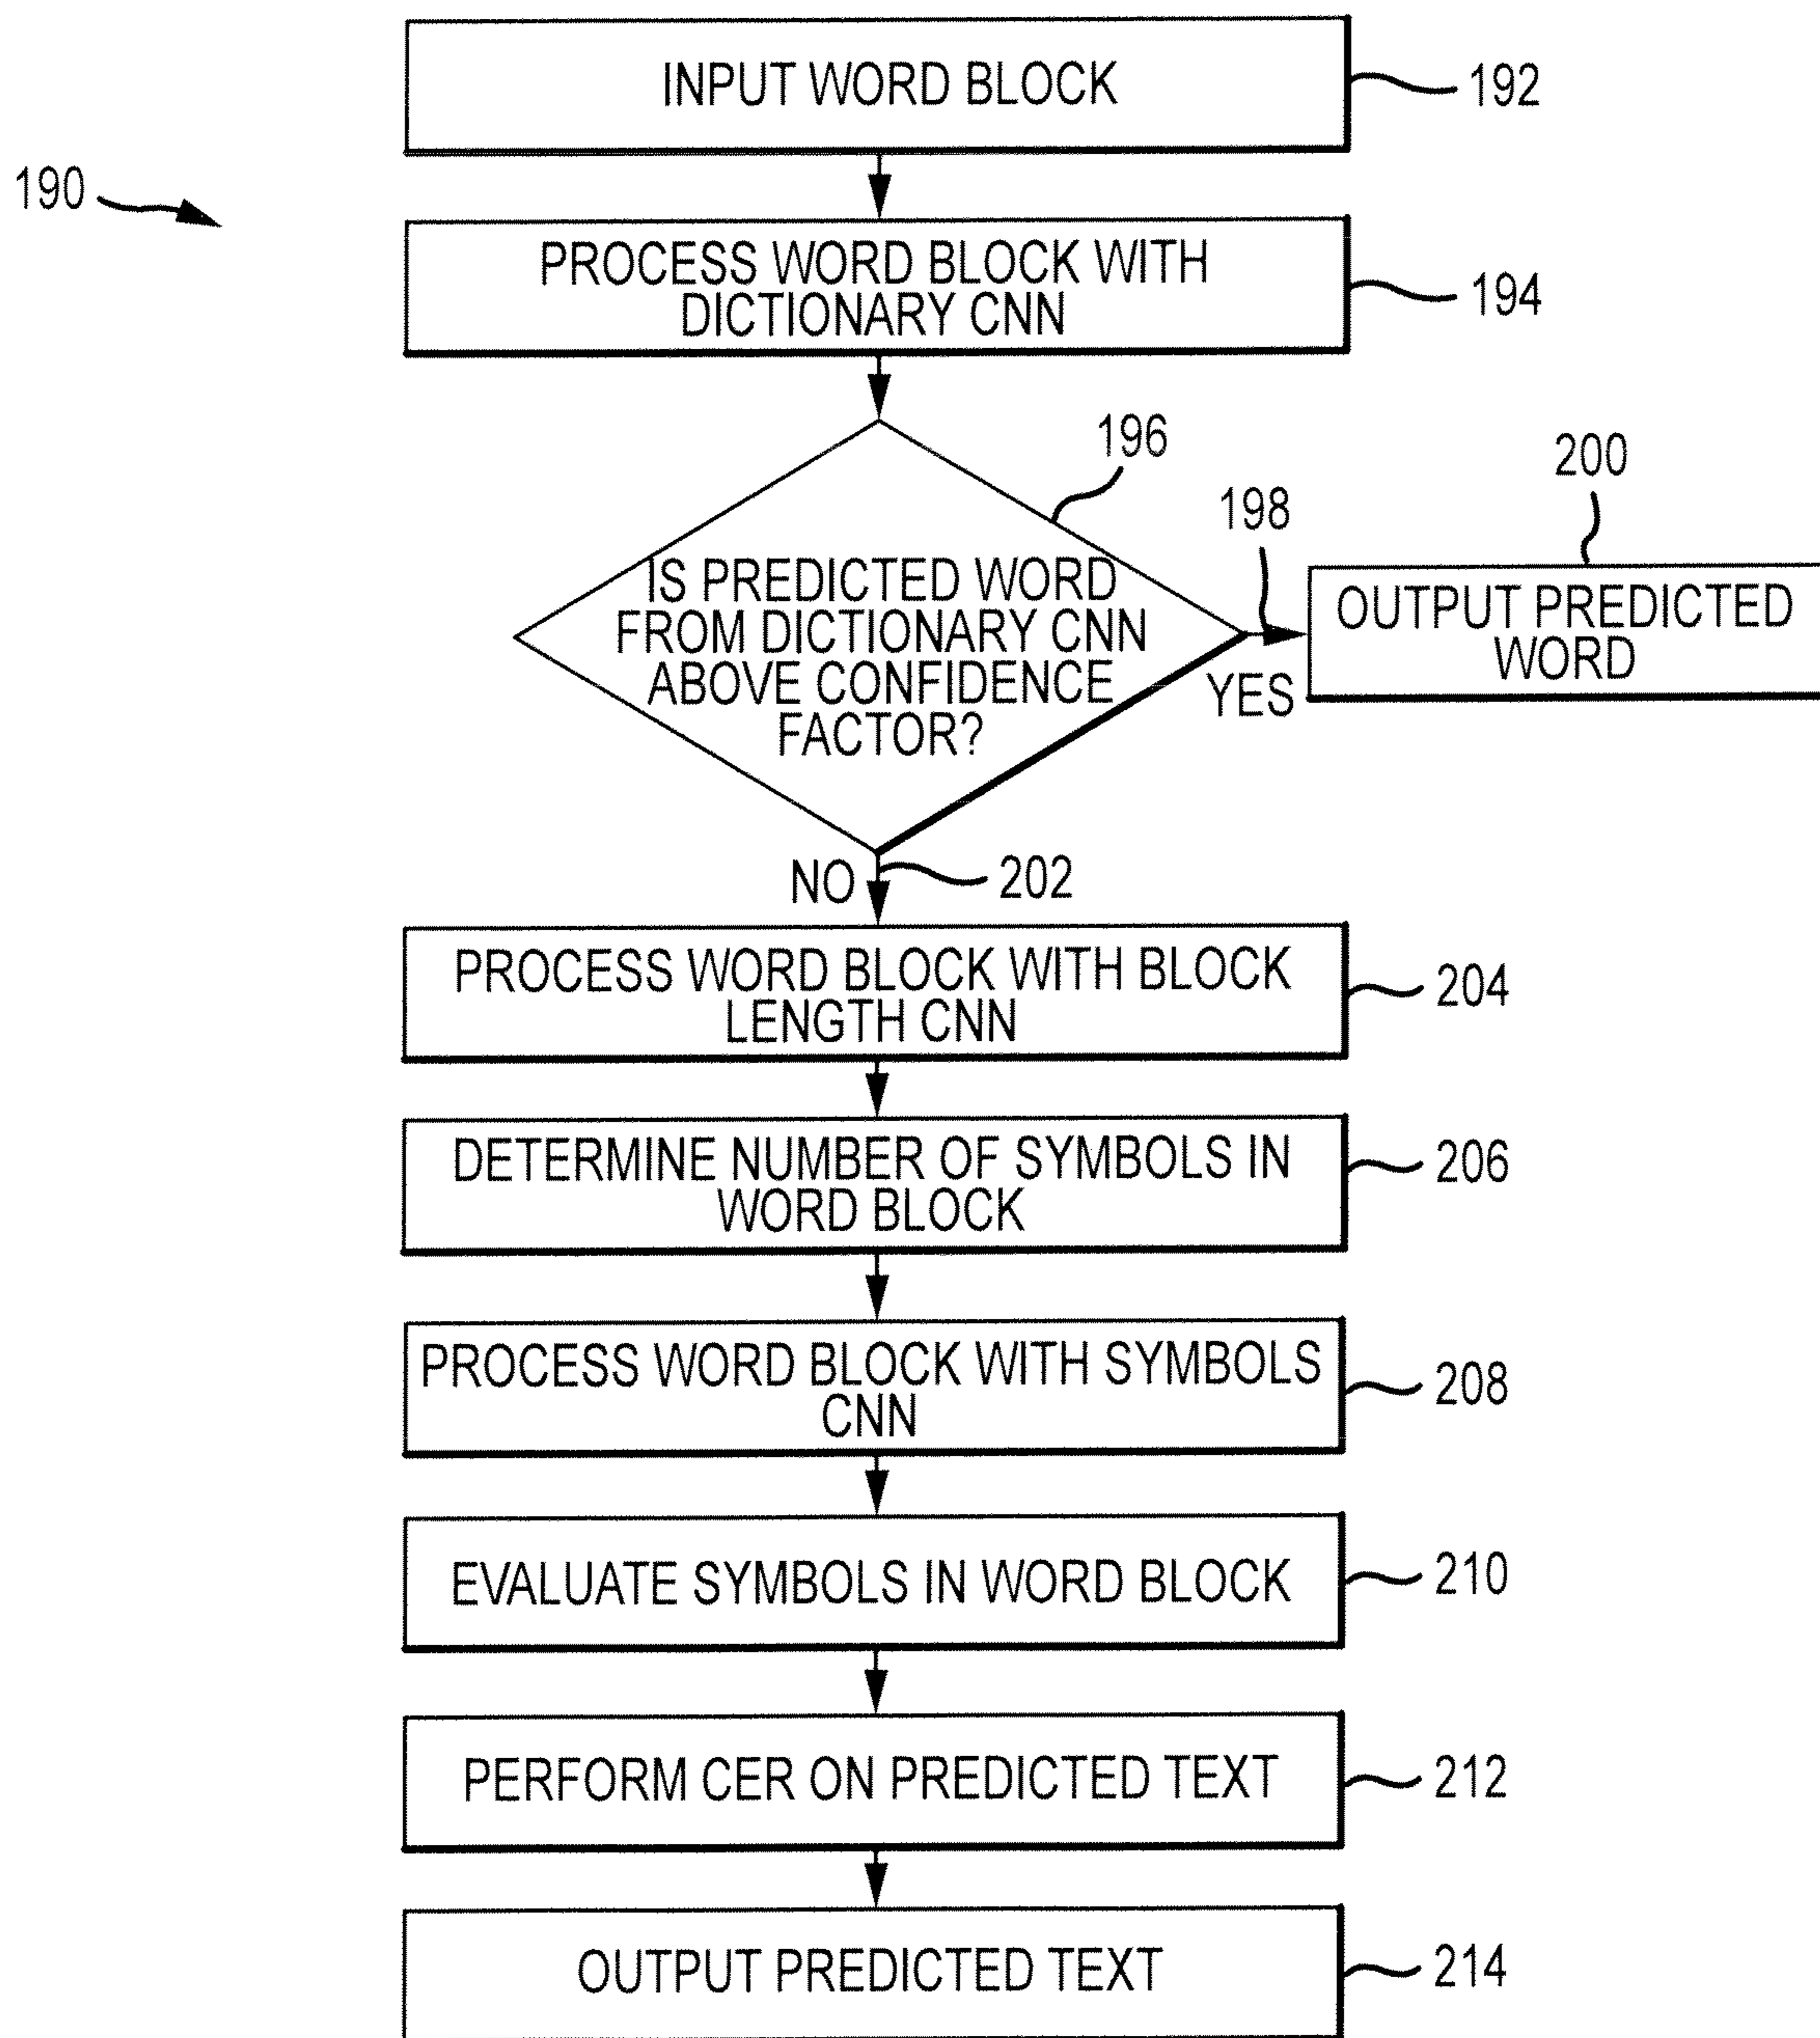 INPUT WORD BLOCK
192
190
PROCESS WORD BLOCK WITH
DICTIONARY CNN
194
196
IS PREDICTED WORD
FROM DICTIONARY CNN
ABOVE CONFIDENCE
FACTOR?
198
YES
200
OUTPUT PREDICTED
WORD
NO
202
PROCESS WORD BLOCK WITH BLOCK
LENGTH CNN
204
DETERMINE NUMBER OF SYMBOLS IN
WORD BLOCK
206
PROCESS WORD BLOCK WITH SYMBOLS
CNN
208
EVALUATE SYMBOLS IN WORD BLOCK
210
PERFORM CER ON PREDICTED TEXT
212
OUTPUT PREDICTED TEXT
214